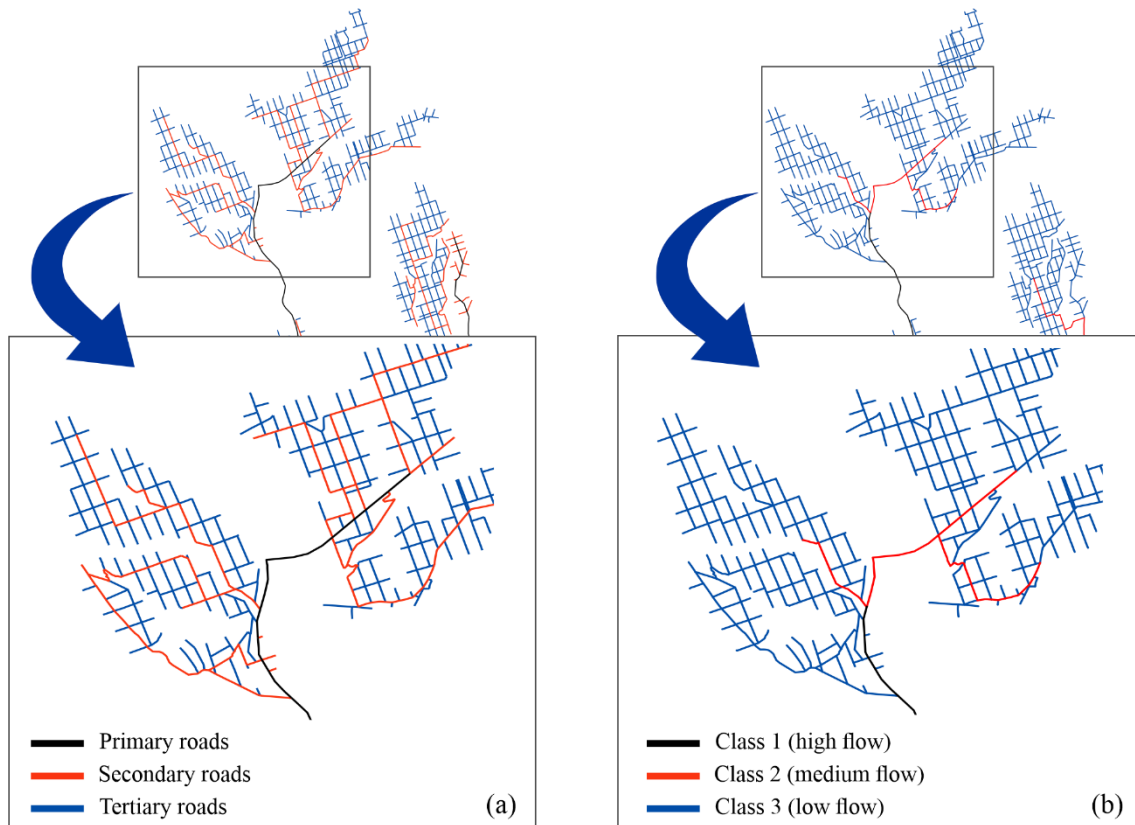 Primary roads
Secondary roads
Tertiary roads
(a)
Class 1 (high flow)
Class 2 (medium flow)
Class 3 (low flow)
(b)